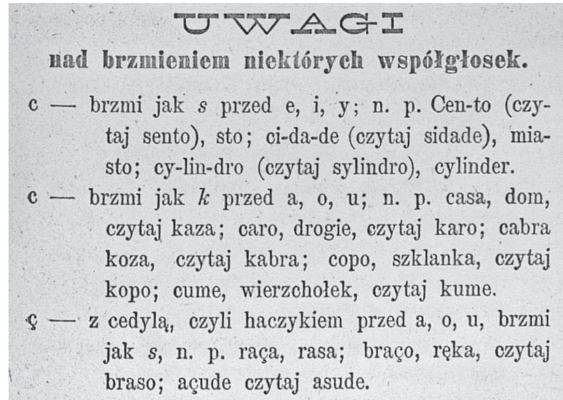 UWAGI
nad brzmieniem niektórych współgłosek.
c — brzmi jak s przed e, i, y; n. p. Cen-to (czy-
taj sento), sto; ci-da-de (czytaj sidade), mia-
sto; cy-lin-dro (czytaj sylindro), cylinder.
c — brzmi jak k przed a, o, u; n. p. casa, dom,
czytaj kaza; caro, drogie, czytaj karo; cabra
koza, czytaj kabra; copo, szklanka, czytaj
kopo; cume, wierzchołek, czytaj kume.
ç — z cedylą, czyli haczykiem przed a, o, u, brzmi
jak s, n. p. raça, rasa; braço, ręka, czytaj
braso; açude czytaj asude.